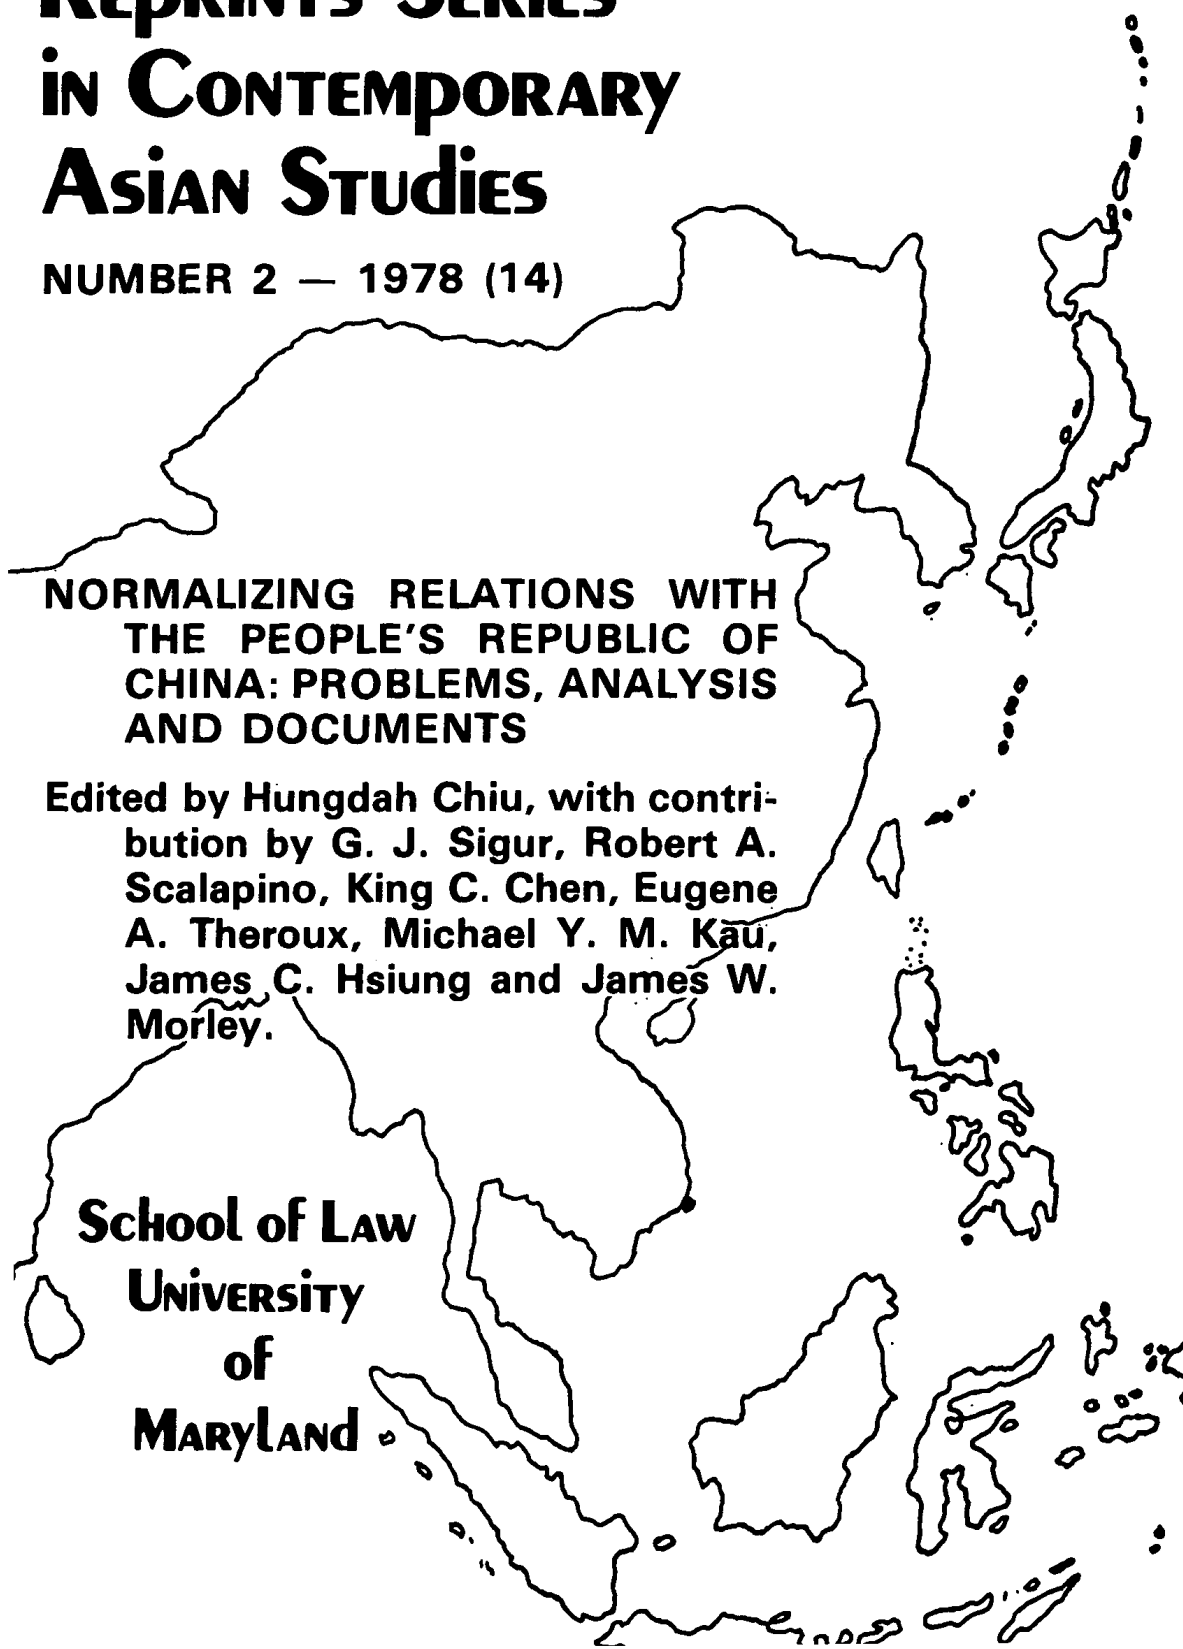 Reprints Series
in Contemporary
Asian Studies
NUMBER 2 — 1978 (14)
NORMALIZING RELATIONS WITH
THE PEOPLE'S REPUBLIC OF
CHINA: PROBLEMS, ANALYSIS
AND DOCUMENTS
Edited by Hungdah Chiu, with contri-
bution by G. J. Sigur, Robert A.
Scalapino, King C. Chen, Eugene
A. Theroux, Michael Y. M. Kau,
James C. Hsiung and James W.
Morley.
School of Law
University
of
Maryland